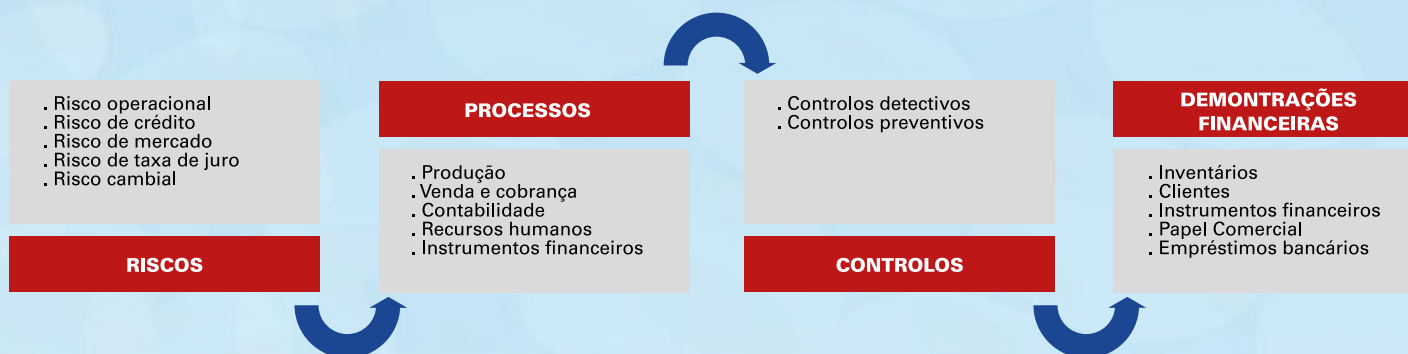 . Risco operacional
. Risco de crédito
. Risco de mercado
. Risco de taxa de juro
. Risco cambial
RISCOS
PROCESSOS
. Produção
. Venda e cobrança
. Contabilidade
. Recursos humanos
. Instrumentos financeiros
. Controlos detectivos
. Controlos preventivos
CONTROLOS
DEMONTRAÇÕES
FINANCEIRAS
. Inventários
. Clientes
. Instrumentos financeiros
. Papel Comercial
. Empréstimos bancários